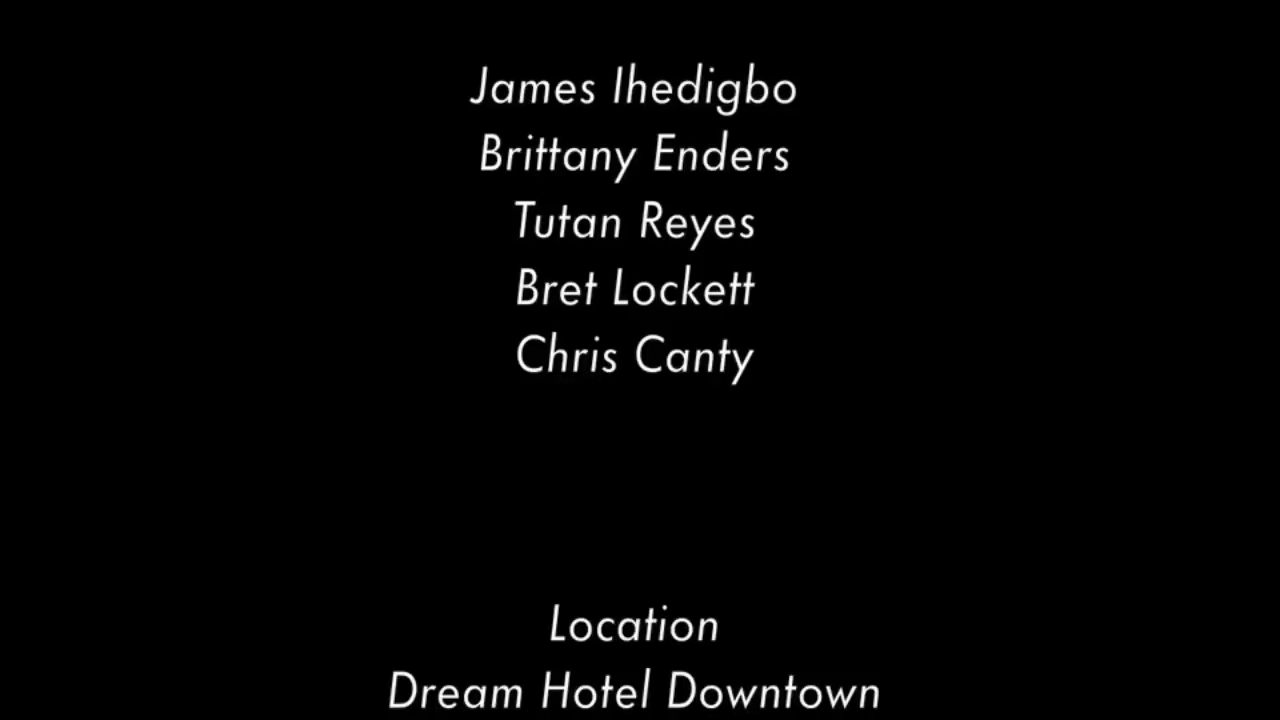 James Ihedigbo
Brittany Enders
Tutan Reyes
Bret Lockett
Chris Canty
Location
Dream Hotel Downtown